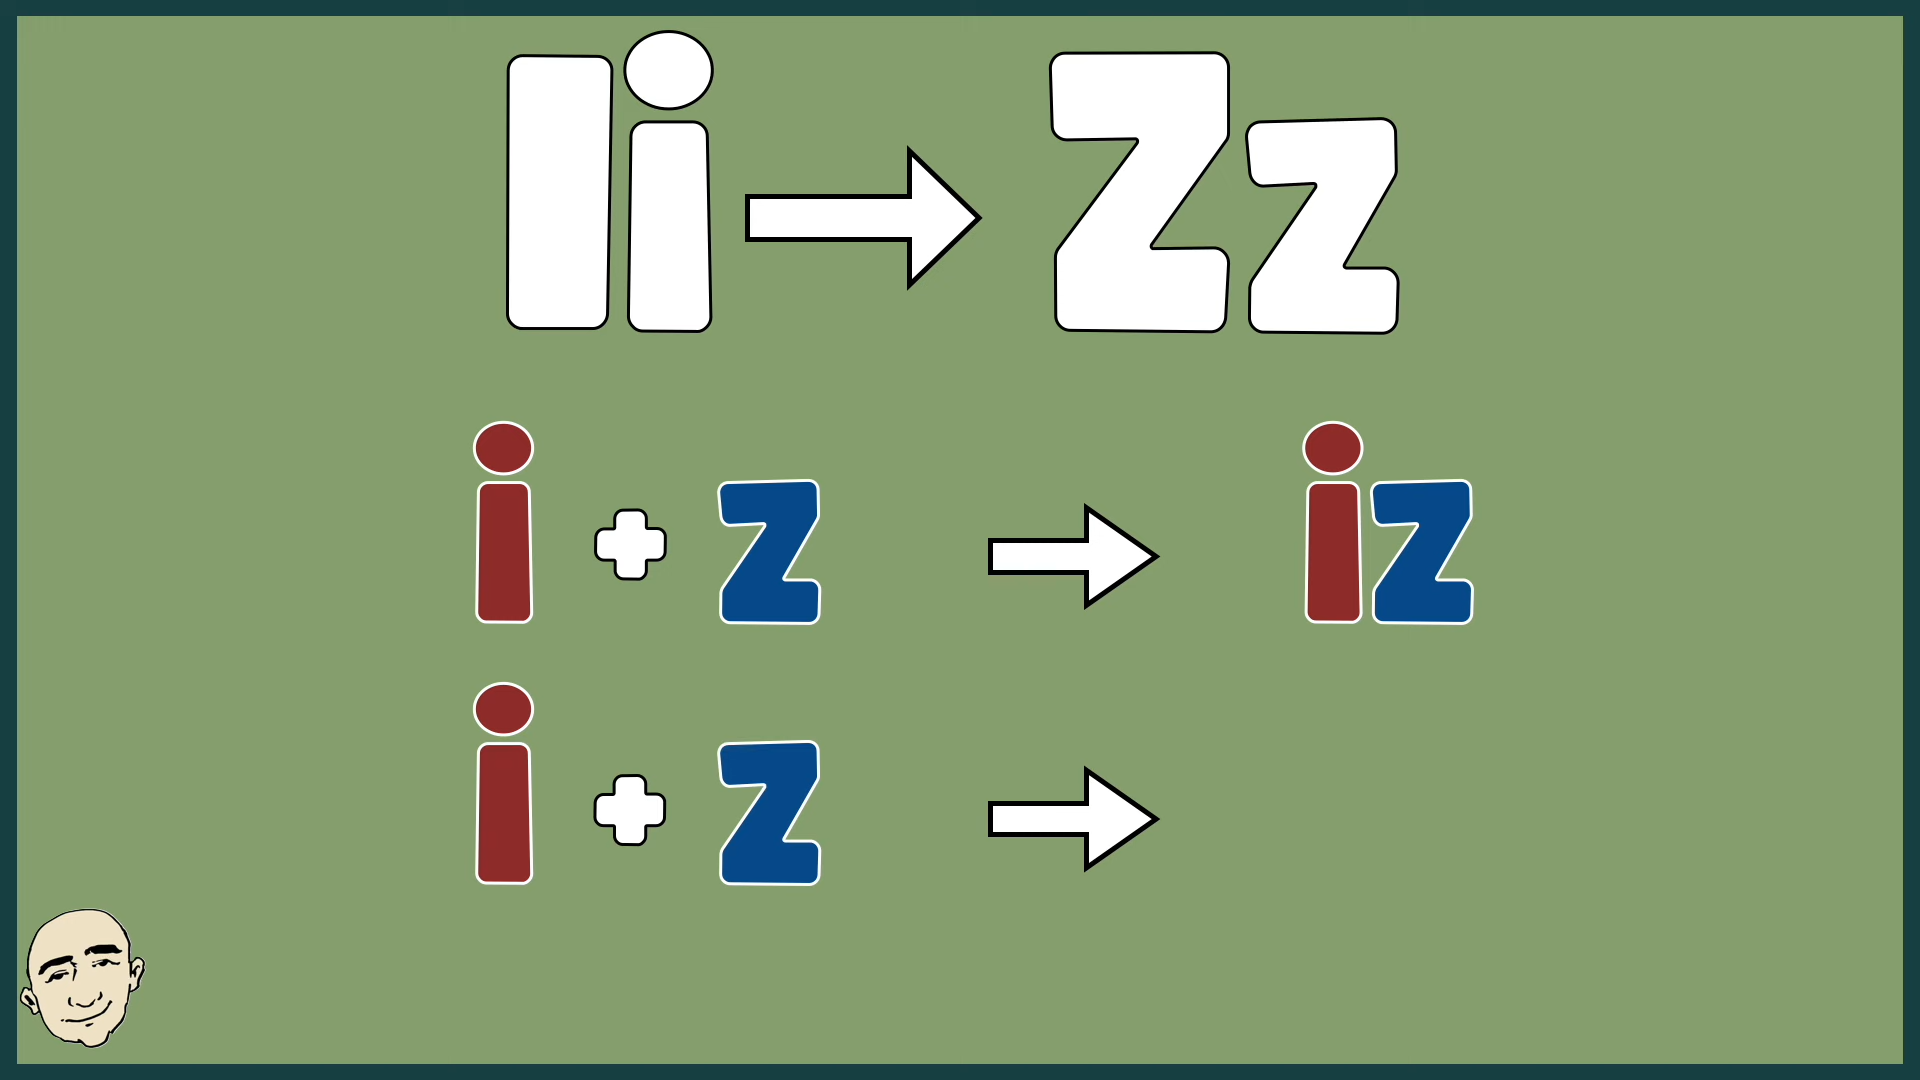 Ii → Zz
i + z → iz
i + z →